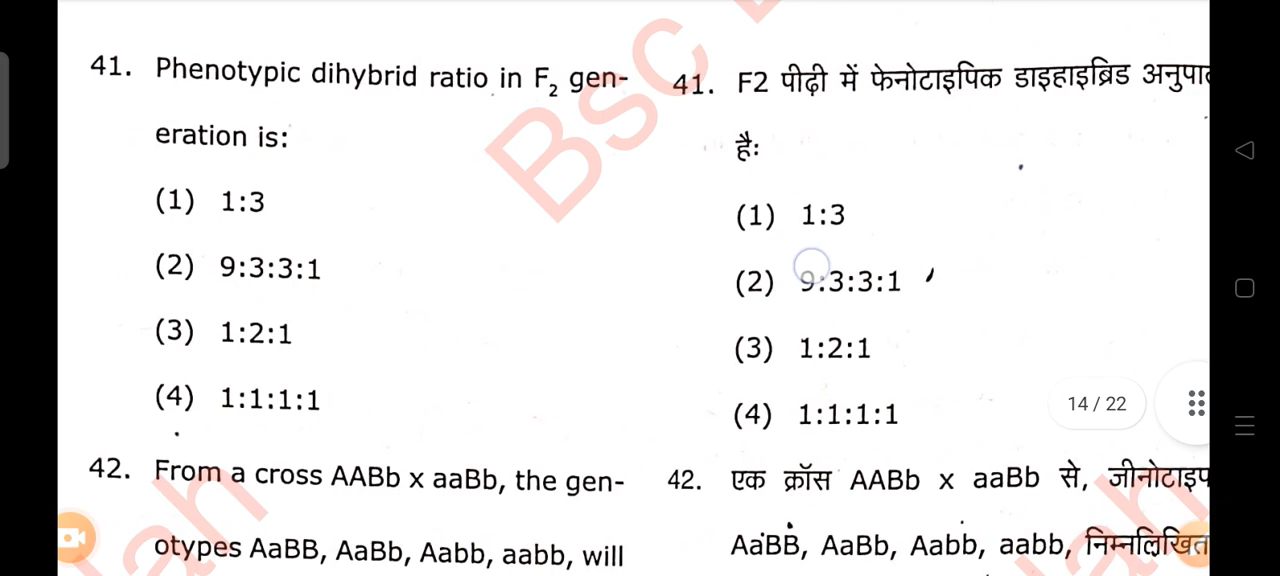 41. Phenotypic dihybrid ratio in F₂ gen-
eration is:
(1) 1:3
(2) 9:3:3:1
(3) 1:2:1
(4) 1:1:1:1
42. From a cross AABb x aaBb, the gen-
otypes AaBB, AaBb, Aabb, aabb, will
41. F2 पीढ़ी में फेनोटाइपिक डाइहाइब्रिड
है:
(1) 1:3
(2) 9:3:3:1
(3) 1:2:1
(4) 1:1:1:1
42. एक क्रॉस AABb x aaBb से,
AaBB, AaBb, Aabb, aabb, निम्नलिखित
14 / 22
Bsc